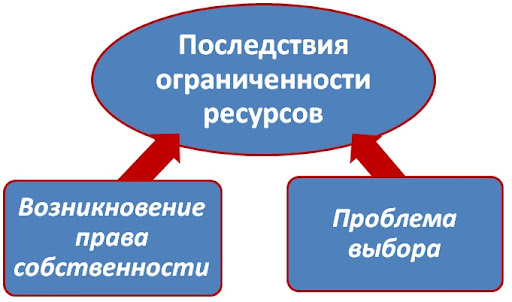 Последствия
ограниченности
ресурсов
Возникновение
права
собственности
Проблема
выбора